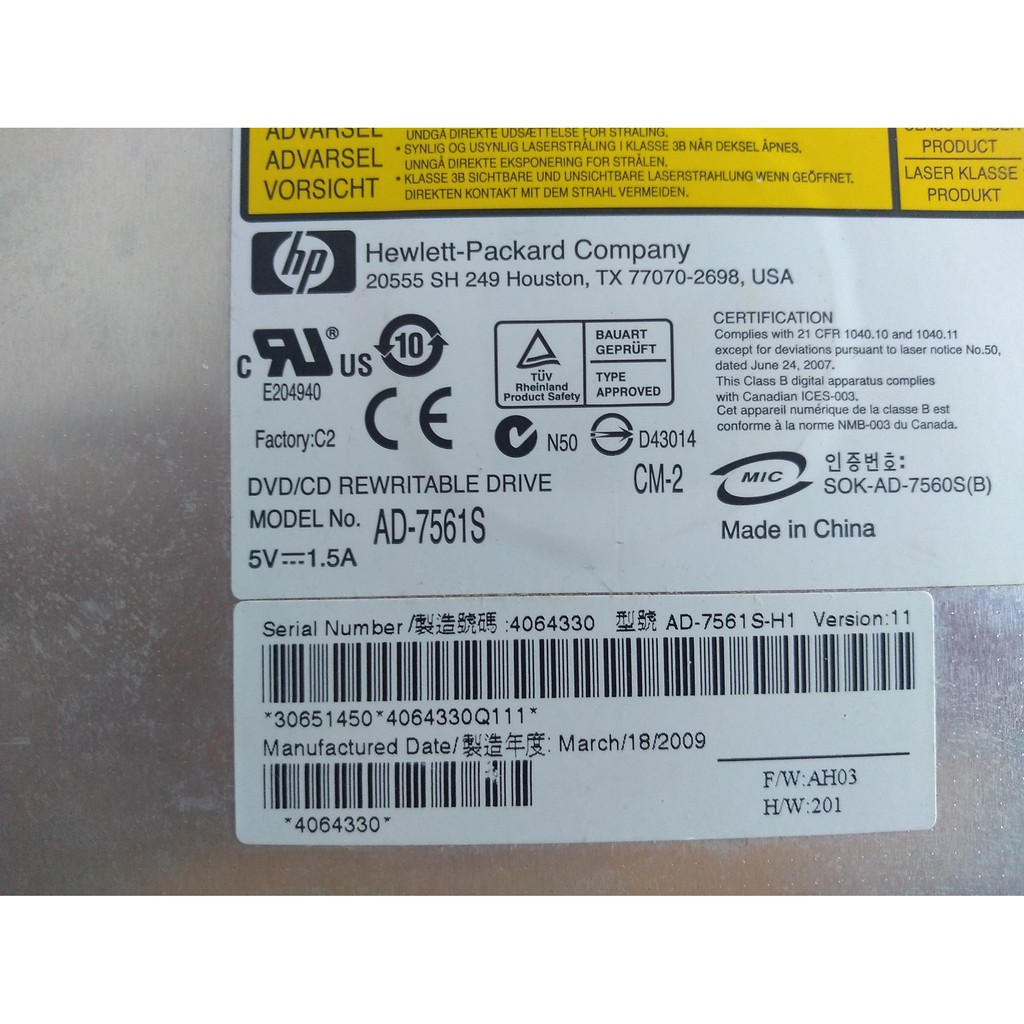 ADVARSEL
UNDGÅ DIREKTE UDSÆTTELSE FOR STRÅLING.
ADVARSEL
• SYNLIG OG USYNLIG LASERSTRÅLING I KLASSE 3B NÅR DEKSEL ÅPNES.
UNNGÅ DIREKTE EKSPONERING FOR STRÅLEN.
VORSICHT
• KLASSE 3B SICHTBARE UND UNSICHTBARE LASERSTRAHLUNG WENN GEÖFFNET.
DIREKTEN KONTAKT MIT DEM STRAHL VERMEIDEN.
CLASS 1 LASER
PRODUCT
LASER KLASSE 1
PRODUKT
hp
Hewlett-Packard Company
20555 SH 249 Houston, TX 77070-2698, USA
C RU ® US
E204940
10
TÜV
Rheinland
Product Safety
BAUART
GEPRÜFT
TYPE
APPROVED
CERTIFICATION
Complies with 21 CFR 1040.10 and 1040.11
except for deviations pursuant to laser notice No.50,
dated June 24, 2007.
This Class B digital apparatus complies
with Canadian ICES-003.
Cet appareil numérique de la classe B est
conforme à la norme NMB-003 du Canada.
Factory:C2
CE
N50
D43014
DVD/CD REWRITABLE DRIVE
CM-2
MIC
인증번호:
SOK-AD-7560S(B)
MODEL No. AD-7561S
Made in China
5V⎓1.5A
Serial Number/製造號碼:4064330 型號 AD-7561S-H1 Version:11
*30651450*4064330Q111*
Manufactured Date/製造年度: March/18/2009
*4064330*
F/W:AH03
H/W:201